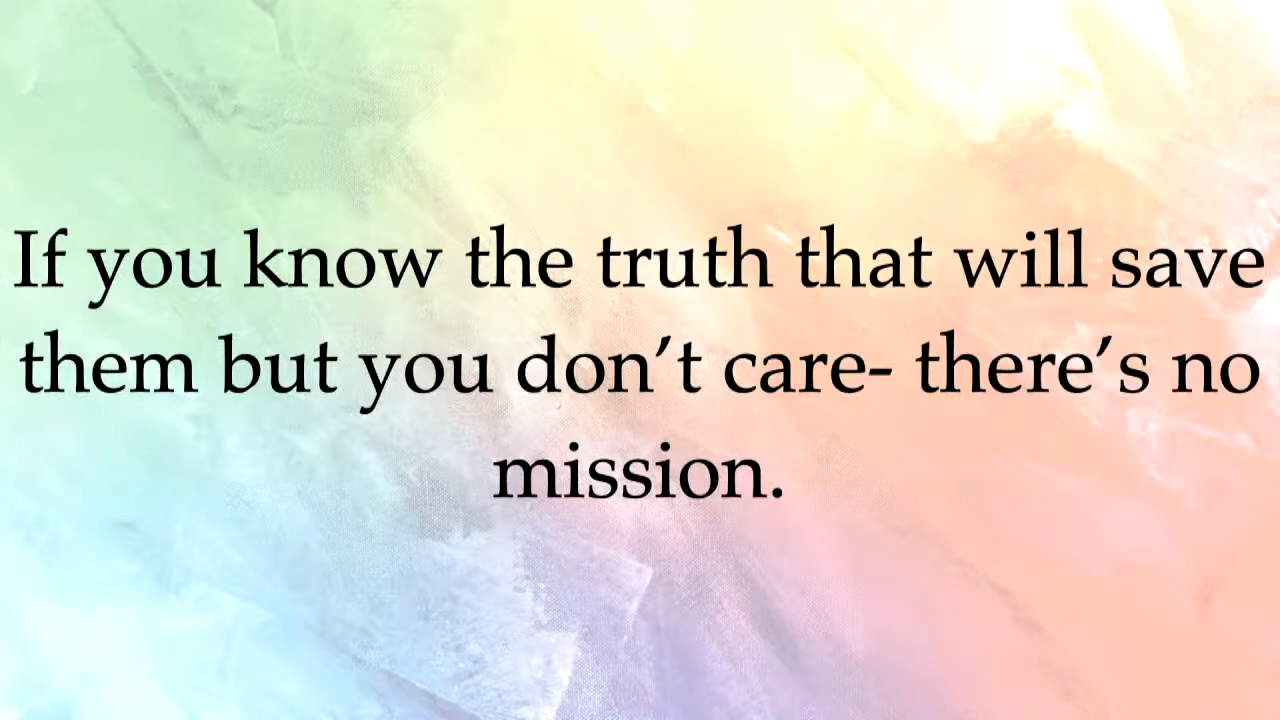 If you know the truth that will save
them but you don’t care- there’s no
mission.